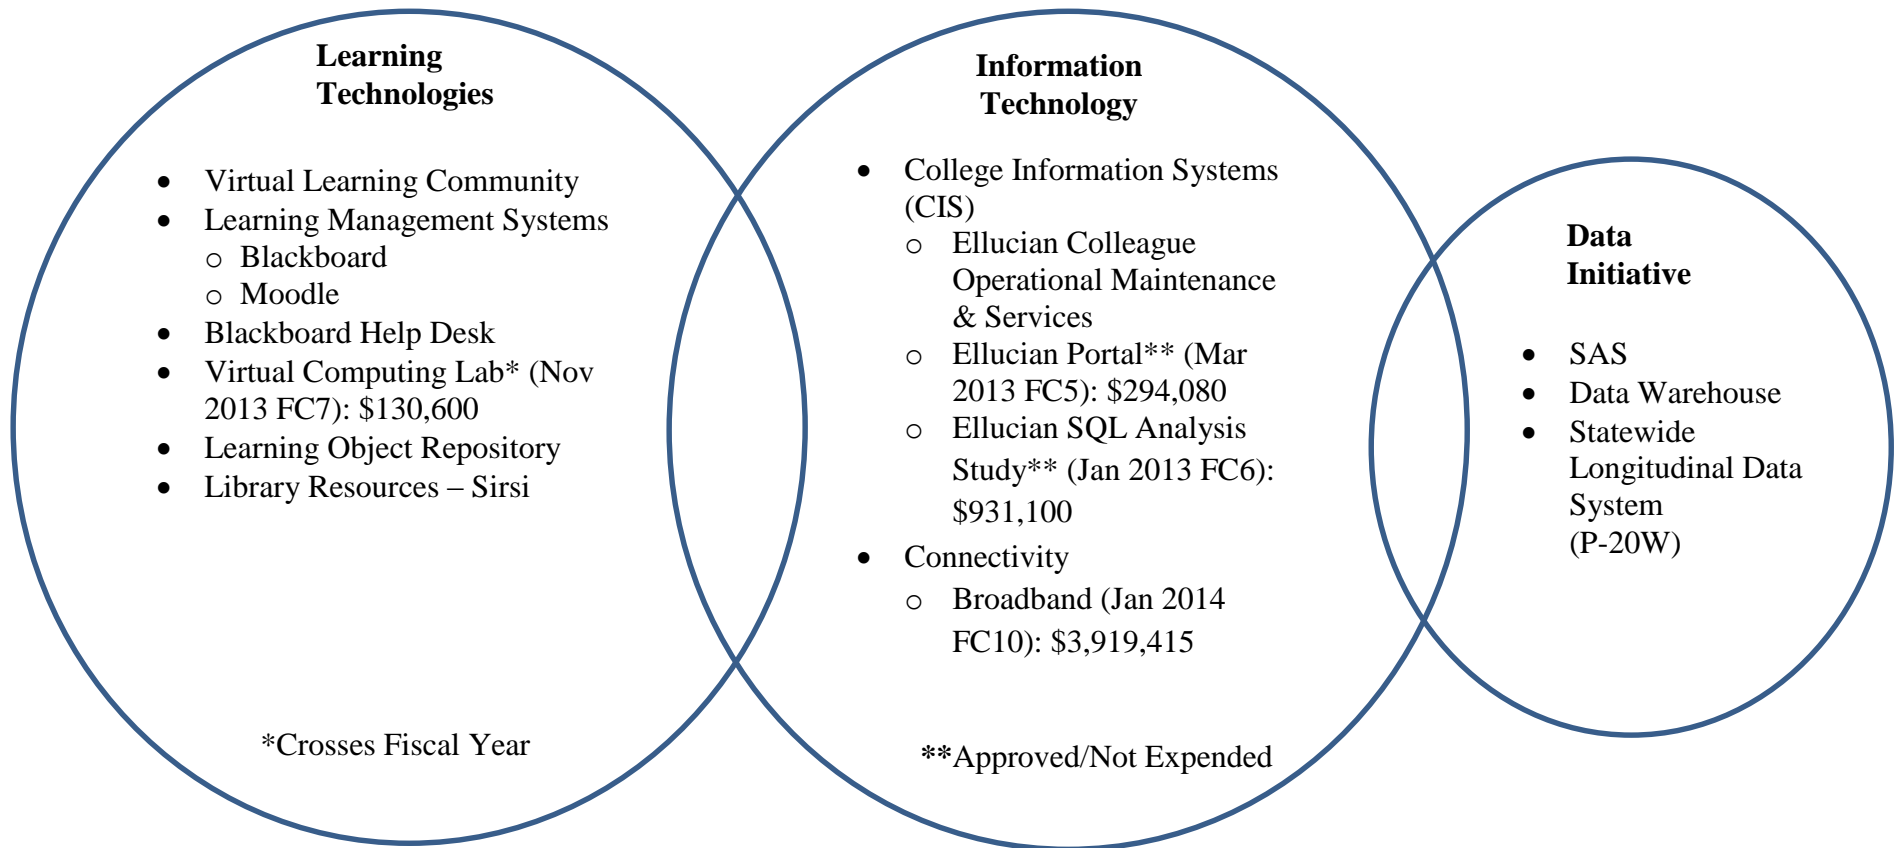 Learning
Technologies
• Virtual Learning Community
• Learning Management Systems
o Blackboard
o Moodle
• Blackboard Help Desk
• Virtual Computing Lab* (Nov
2013 FC7): $130,600
• Learning Object Repository
• Library Resources – Sirsi
*Crosses Fiscal Year
Information
Technology
• College Information Systems
(CIS)
o Ellucian Colleague
Operational Maintenance
& Services
o Ellucian Portal** (Mar
2013 FC5): $294,080
o Ellucian SQL Analysis
Study** (Jan 2013 FC6):
$931,100
• Connectivity
o Broadband (Jan 2014
FC10): $3,919,415
**Approved/Not Expended
Data
Initiative
• SAS
• Data Warehouse
• Statewide
Longitudinal Data
System
(P-20W)